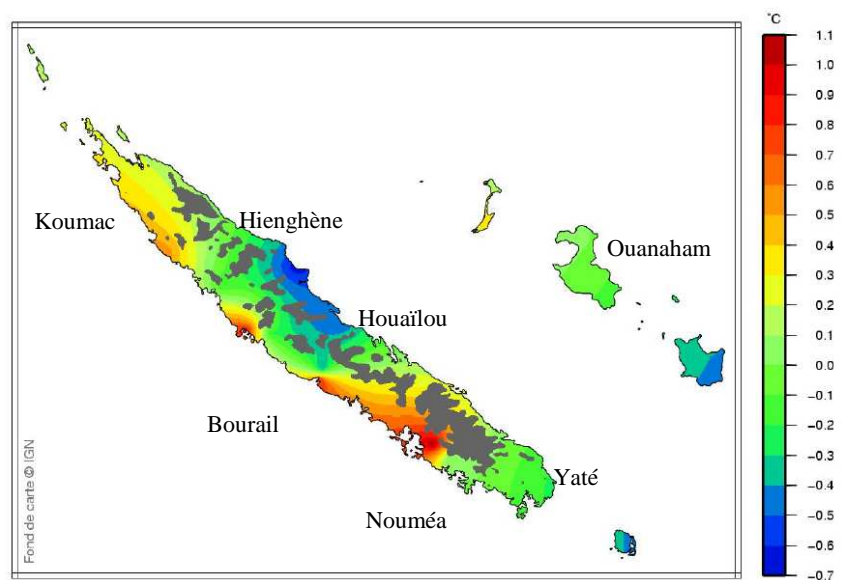 °C
1.1
1.0
0.9
0.8
0.7
0.6
0.5
0.4
0.3
0.2
0.1
0.0
−0.1
−0.2
−0.3
−0.4
−0.5
−0.6
−0.7
Koumac
Hienghène
Ouanaham
Houaïlou
Bourail
Yaté
Nouméa
Fond de carte © IGN